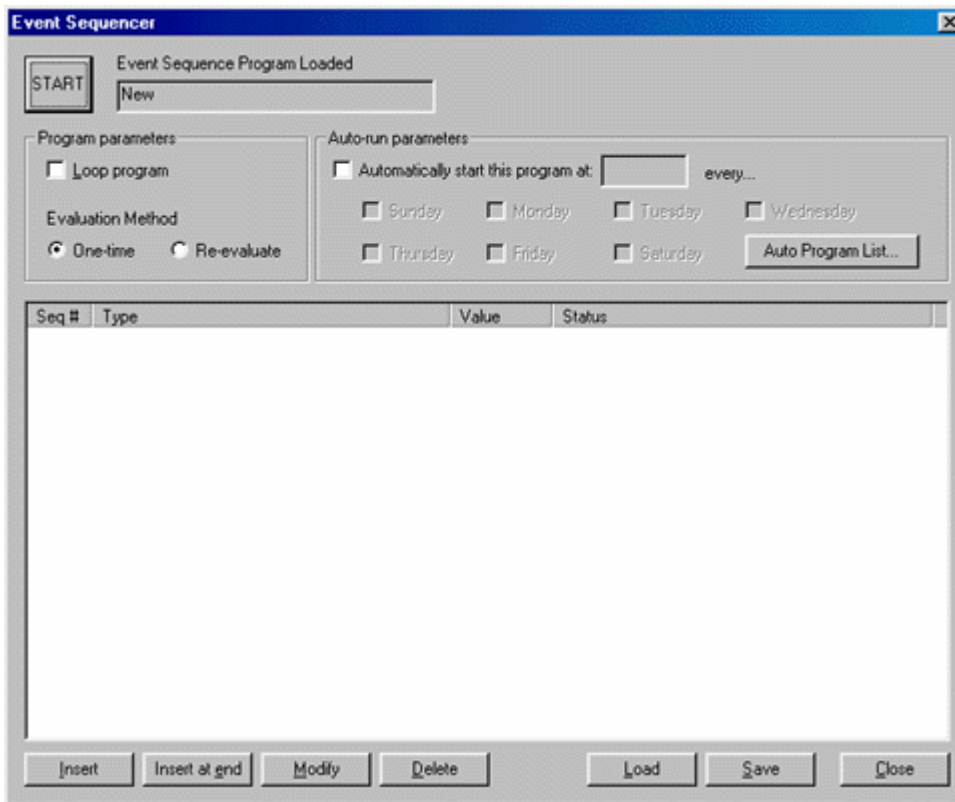 Event Sequencer
START
Event Sequence Program Loaded
New
Program parameters
Loop program
Evaluation Method
One-time Re-evaluate
Auto-run parameters
Automatically start this program at: every...
Sunday Monday Tuesday Wednesday
Thursday Friday Saturday Auto Program List...
Seq # Type Value Status
Insert Insert at end Modify Delete Load Save Close